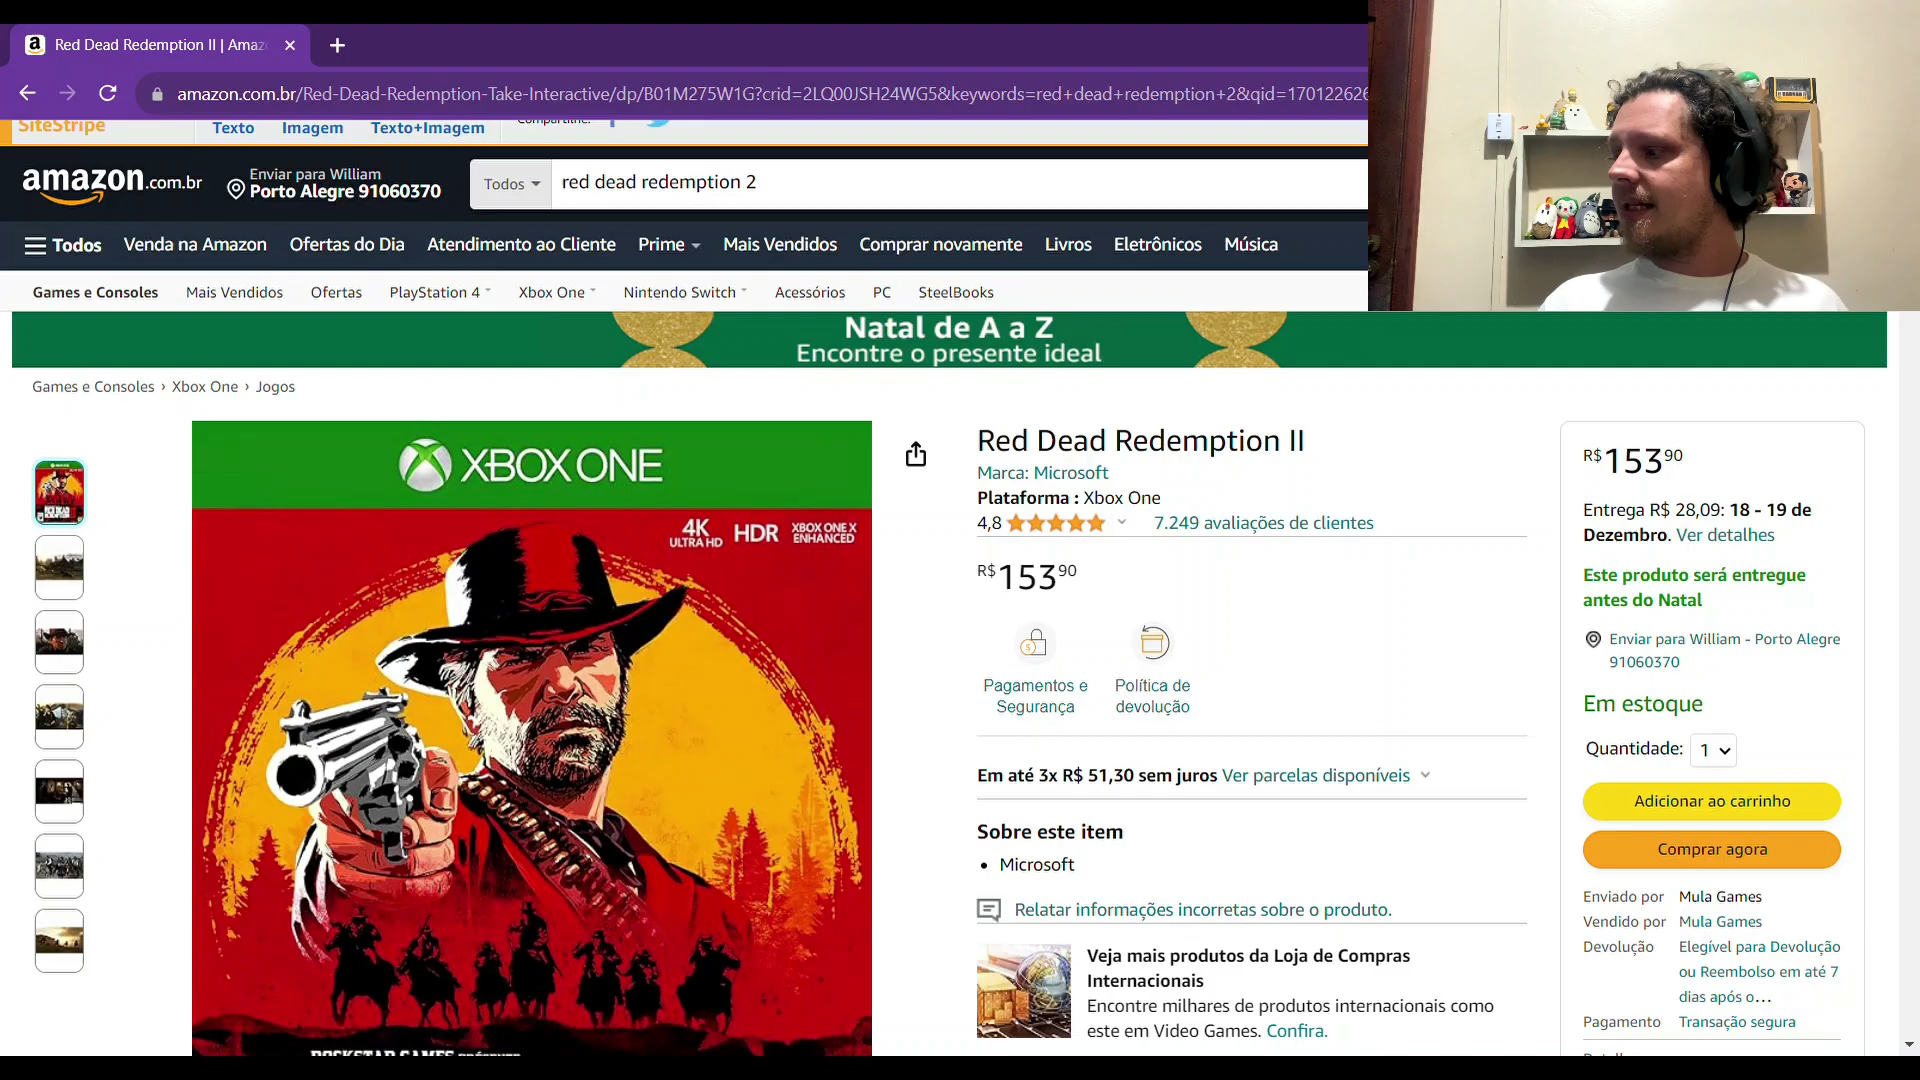 Red Dead Redemption II | Amaz
amazon.com.br/Red-Dead-Redemption-Take-Interactive/dp/B01M275W1G?crid=2LQ00JSH24WG5&keywords=red+dead+redemption+2&qid=170122626
SiteStripe
Texto
Imagem
Texto+Imagem
Compartilhe:
amazon.com.br
Enviar para William
Porto Alegre 91060370
Todos
red dead redemption 2
Todos
Venda na Amazon
Ofertas do Dia
Atendimento ao Cliente
Prime
Mais Vendidos
Comprar novamente
Livros
Eletrônicos
Música
Games e Consoles
Mais Vendidos
Ofertas
PlayStation 4
Xbox One
Nintendo Switch
Acessórios
PC
SteelBooks
Natal de A a Z
Encontre o presente ideal
Games e Consoles › Xbox One › Jogos
XBOX ONE
4K
ULTRA HD
HDR
XBOX ONE X
ENHANCED
Red Dead Redemption II
Marca: Microsoft
Plataforma : Xbox One
4,8
7.249 avaliações de clientes
R$ 153 90
Pagamentos e
Segurança
Política de
devolução
Em até 3x R$ 51,30 sem juros Ver parcelas disponíveis
Sobre este item
• Microsoft
Relatar informações incorretas sobre o produto.
Veja mais produtos da Loja de Compras
Internacionais
Encontre milhares de produtos internacionais como
este em Video Games. Confira.
R$ 153 90
Entrega R$ 28,09: 18 - 19 de
Dezembro. Ver detalhes
Este produto será entregue
antes do Natal
Enviar para William - Porto Alegre
91060370
Em estoque
Quantidade: 1
Adicionar ao carrinho
Comprar agora
Enviado por Mula Games
Vendido por Mula Games
Devolução Elegível para Devolução
ou Reembolso em até 7
dias após o...
Pagamento Transação segura